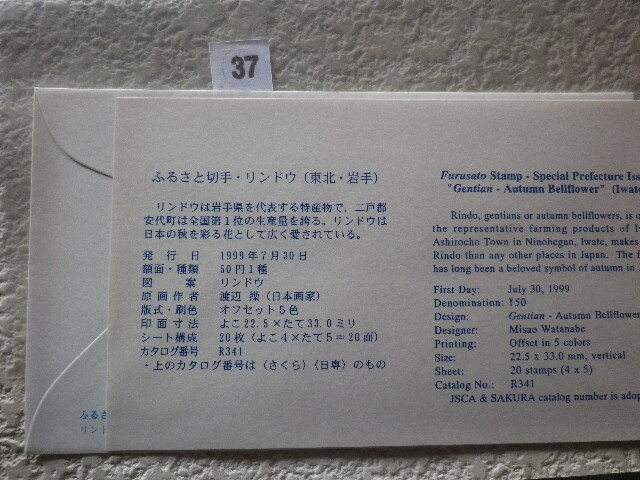 37
ふるさと切手・リンドウ（東北・岩手）
リンドウは岩手県を代表する特産物で、二戸郡
安代町は全国第１位の生産量を誇る。リンドウは
日本の秋を彩る花として広く愛されている。
発行日 1999年7月30日
額面・種類 50円1種
図案 リンドウ
原画作者 渡辺 操（日本画家）
版式・刷色 オフセット5色
印面寸法 よこ22.5×たて33.0ミリ
シート構成 20枚（よこ4×たて5＝20面）
カタログ番号 R341
・上のカタログ番号は〈さくら〉〈日専〉のもの
Furusato Stamp - Special Prefecture Iss
"Gentian - Autumn Bellflower" (Iwat
Rindo, gentians or autumn bellflowers, is o
the representative farming products of Iw
Ashirocho Town in Ninohegun, Iwate, makes
Rindo than any other places in Japan. The f
has long been a beloved symbol of autumn in
First Day: July 30, 1999
Denomination: ¥50
Design: Gentian - Autumn Bellflower
Designer: Misao Watanabe
Printing: Offset in 5 colors
Size: 22.5 x 33.0 mm, vertical
Sheet: 20 stamps (4 x 5)
Catalog No.: R341
JSCA & SAKURA catalog number is adop
ふるさ
リンド